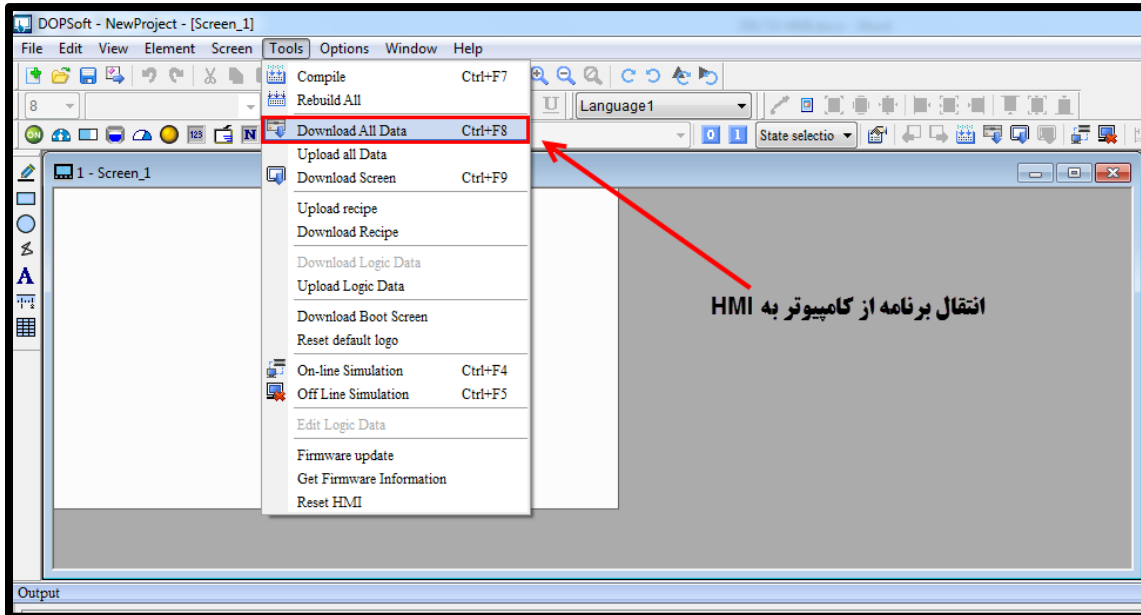 DOPSoft - NewProject - [Screen_1]
File Edit View Element Screen Tools Options Window Help
8
Language1
123
N
0 1 State selectio
1 - Screen_1
A
Compile Ctrl+F7
Rebuild All
Download All Data Ctrl+F8
Upload all Data
Download Screen Ctrl+F9
Upload recipe
Download Recipe
Download Logic Data
Upload Logic Data
Download Boot Screen
Reset default logo
On-line Simulation Ctrl+F4
Off Line Simulation Ctrl+F5
Edit Logic Data
Firmware update
Get Firmware Information
Reset HMI
انتقال برنامه از کامپیوتر به HMI
Output